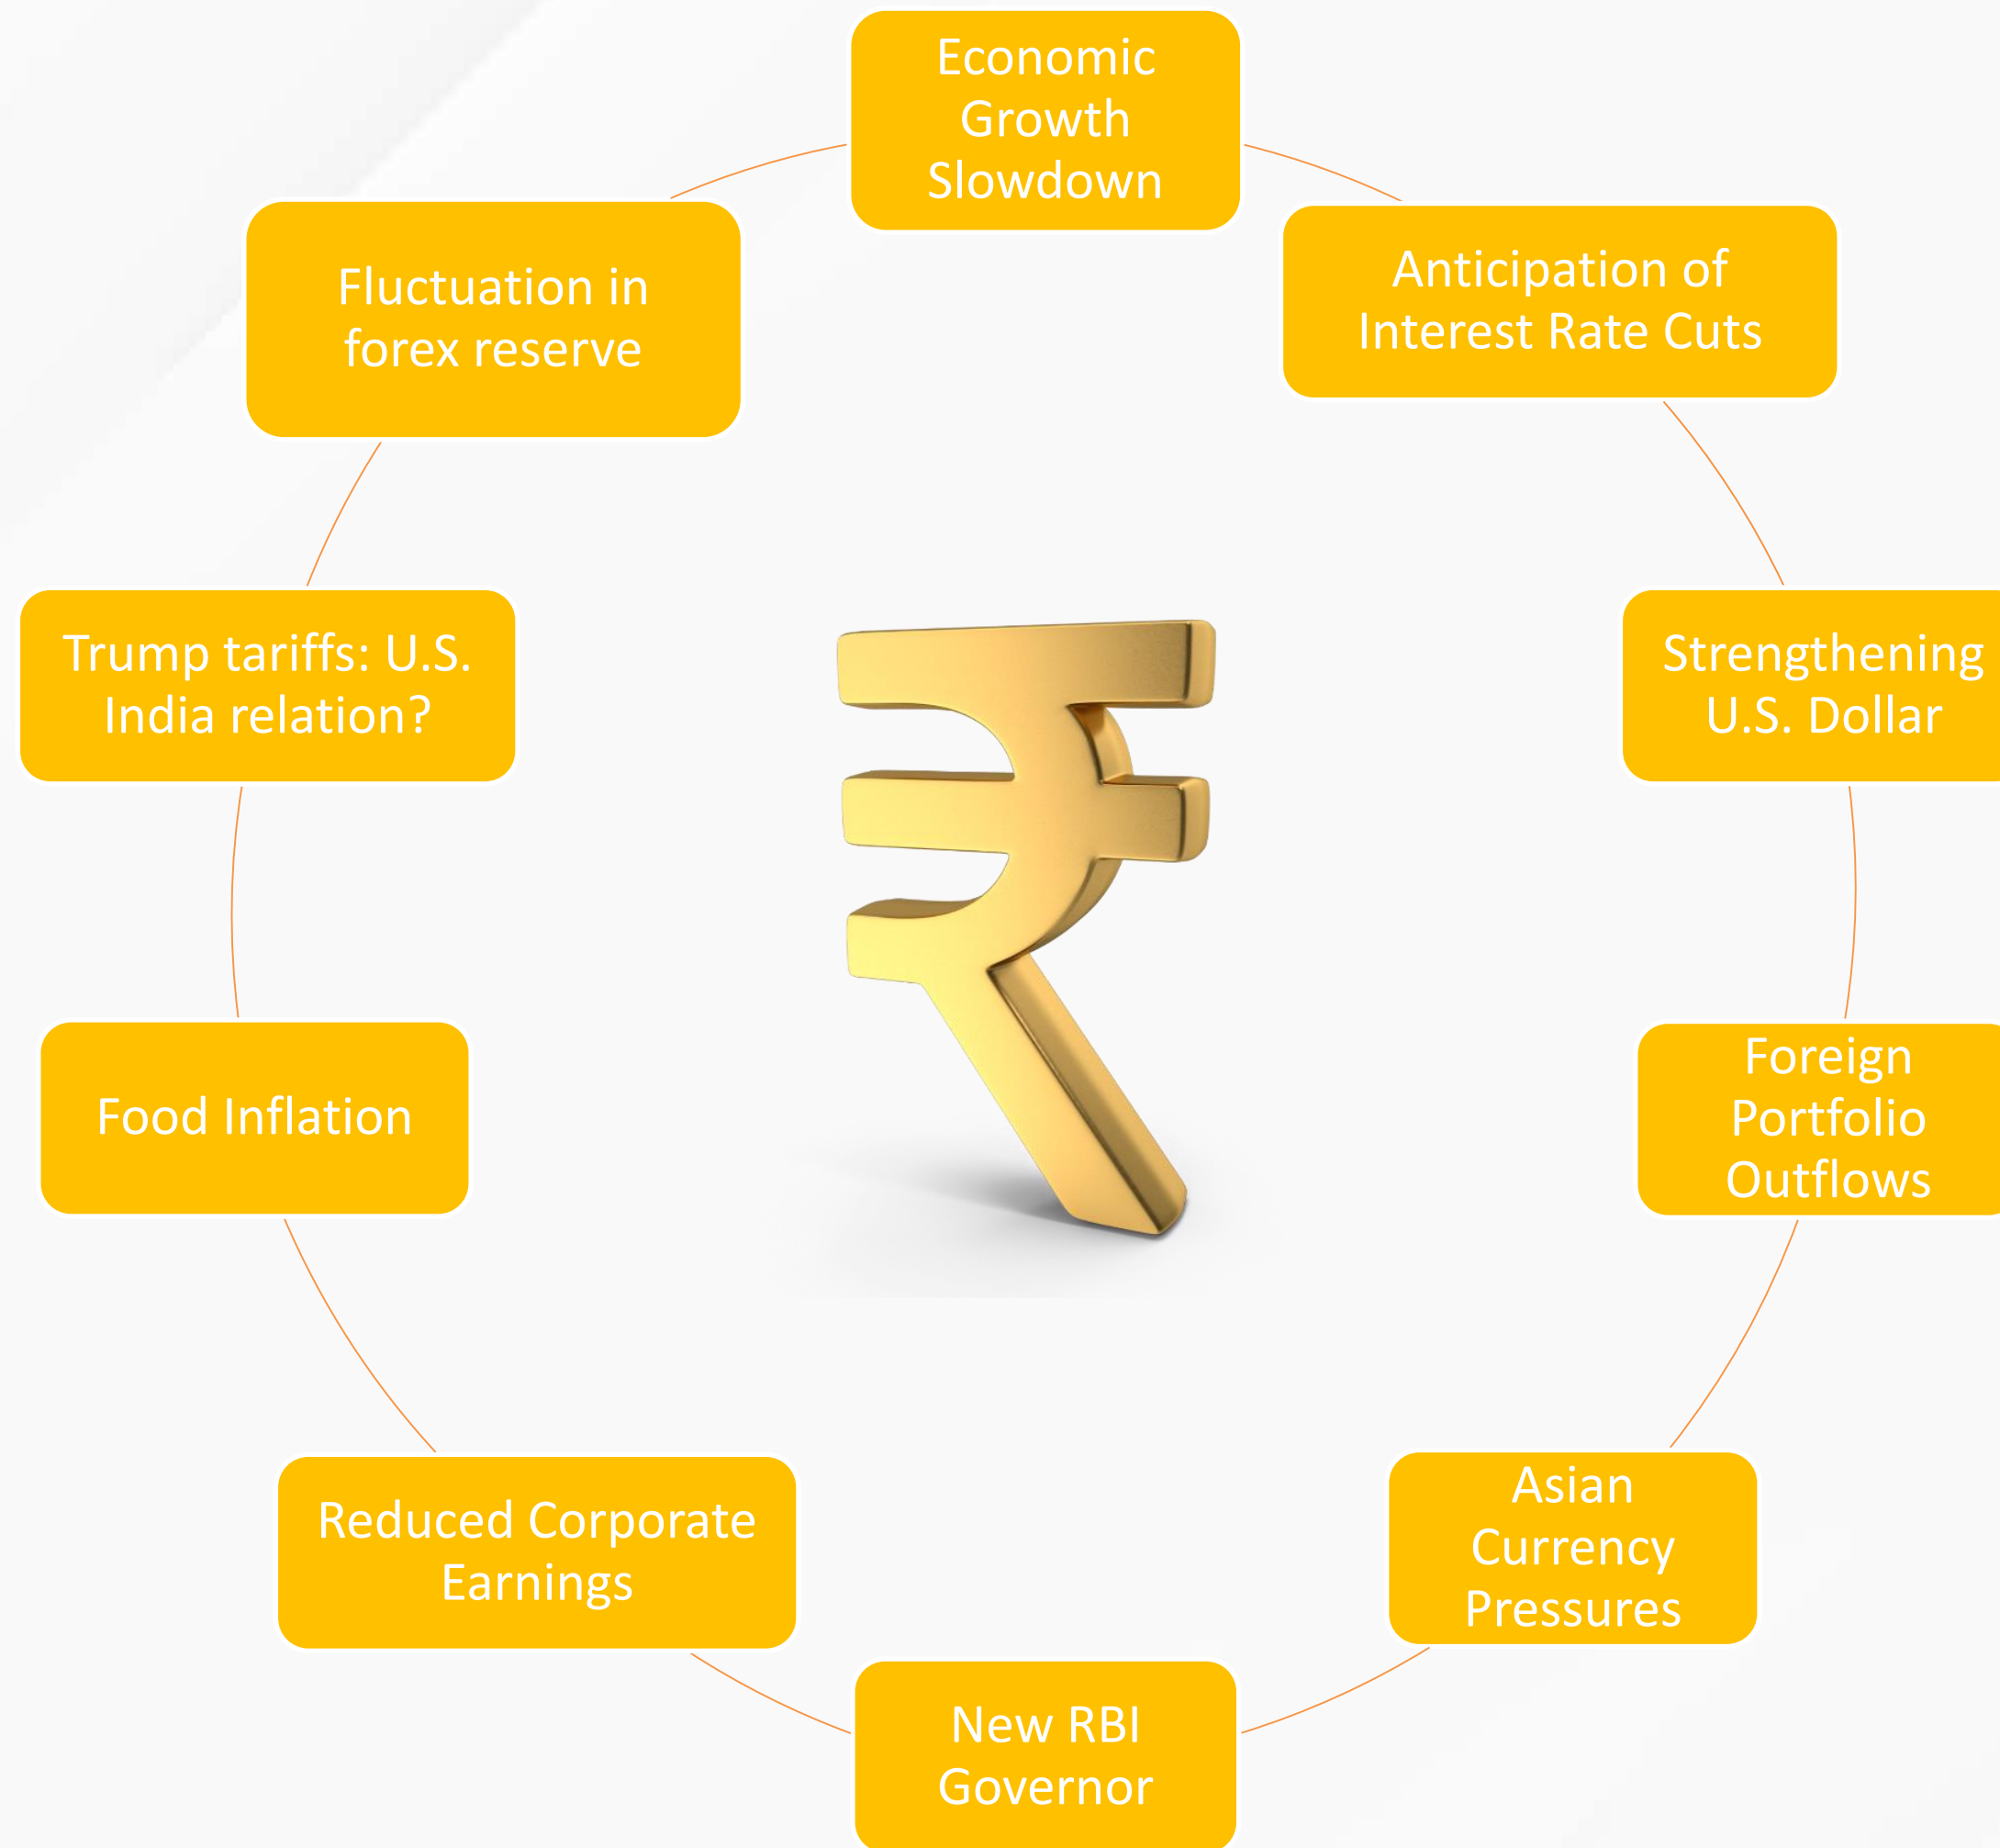 Economic
Growth
Slowdown
Anticipation of
Interest Rate Cuts
Strengthening
U.S. Dollar
Foreign
Portfolio
Outflows
Asian
Currency
Pressures
New RBI
Governor
Reduced Corporate
Earnings
Food Inflation
Trump tariffs: U.S.
India relation?
Fluctuation in
forex reserve
₹